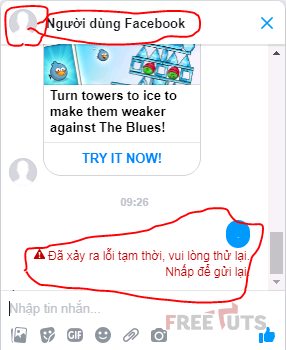 Người dùng Facebook
Turn towers to ice to
make them weaker
against The Blues!
TRY IT NOW!
09:26
Đã xảy ra lỗi tạm thời, vui lòng thử lại.
Nhấp để gửi lại.
Nhập tin nhắn...
GIF
FREETUTS